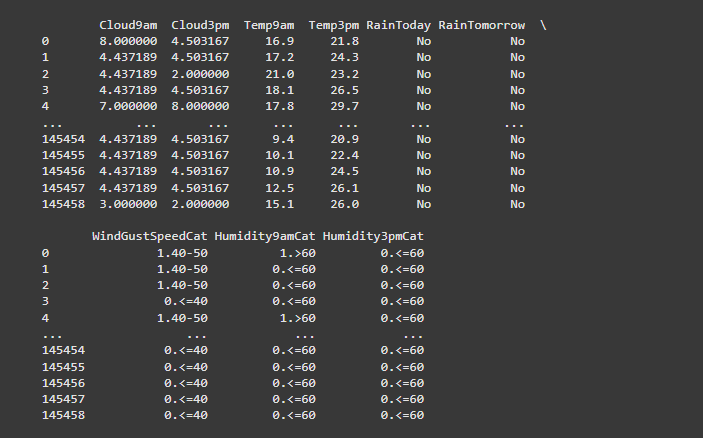 Cloud9am Cloud3pm Temp9am Temp3pm RainToday RainTomorrow \
0 8.000000 4.503167 16.9 21.8 No No
1 4.437189 4.503167 17.2 24.3 No No
2 4.437189 2.000000 21.0 23.2 No No
3 4.437189 4.503167 18.1 26.5 No No
4 7.000000 8.000000 17.8 29.7 No No
... ... ... ... ... ... ...
145454 4.437189 4.503167 9.4 20.9 No No
145455 4.437189 4.503167 10.1 22.4 No No
145456 4.437189 4.503167 10.9 24.5 No No
145457 4.437189 4.503167 12.5 26.1 No No
145458 3.000000 2.000000 15.1 26.0 No No
WindGustSpeedCat Humidity9amCat Humidity3pmCat
0 1.40-50 1.>60 0.<=60
1 1.40-50 0.<=60 0.<=60
2 1.40-50 0.<=60 0.<=60
3 0.<=40 0.<=60 0.<=60
4 1.40-50 1.>60 0.<=60
... ... ... ...
145454 0.<=40 0.<=60 0.<=60
145455 0.<=40 0.<=60 0.<=60
145456 0.<=40 0.<=60 0.<=60
145457 0.<=40 0.<=60 0.<=60
145458 0.<=40 0.<=60 0.<=60